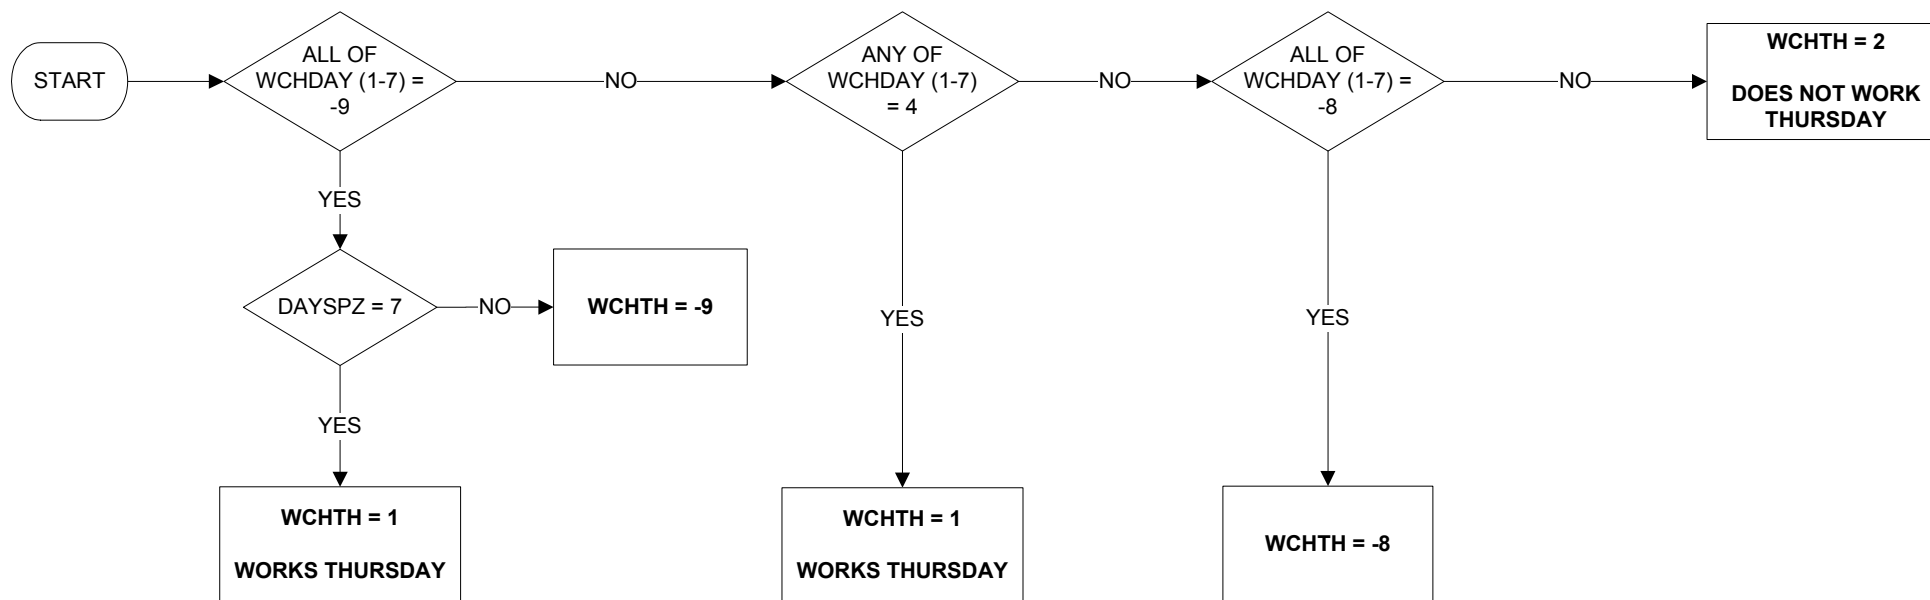 START
ALL OF
WCHDAY (1-7) =
-9
NO
ANY OF
WCHDAY (1-7)
= 4
NO
ALL OF
WCHDAY (1-7) =
-8
NO
WCHTH = 2
DOES NOT WORK
THURSDAY
YES
DAYSPZ = 7
NO
WCHTH = -9
YES
YES
YES
WCHTH = 1
WORKS THURSDAY
WCHTH = 1
WORKS THURSDAY
WCHTH = -8